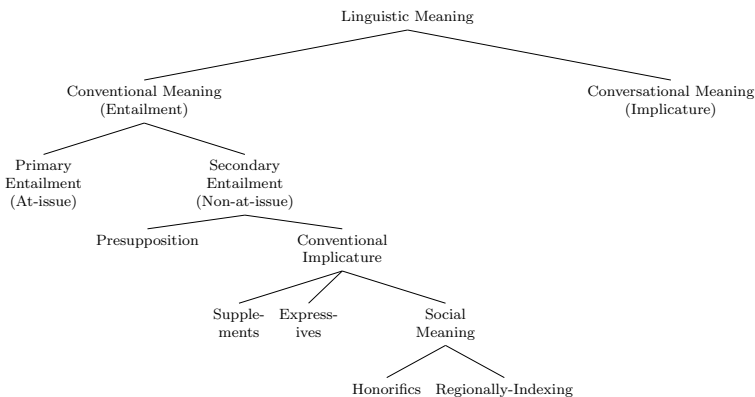 Linguistic Meaning
Conventional Meaning
(Entailment)
Conversational Meaning
(Implicature)
Primary
Entailment
(At-issue)
Secondary
Entailment
(Non-at-issue)
Presupposition
Conventional
Implicature
Supple-
ments
Express-
ives
Social
Meaning
Honorifics
Regionally-Indexing